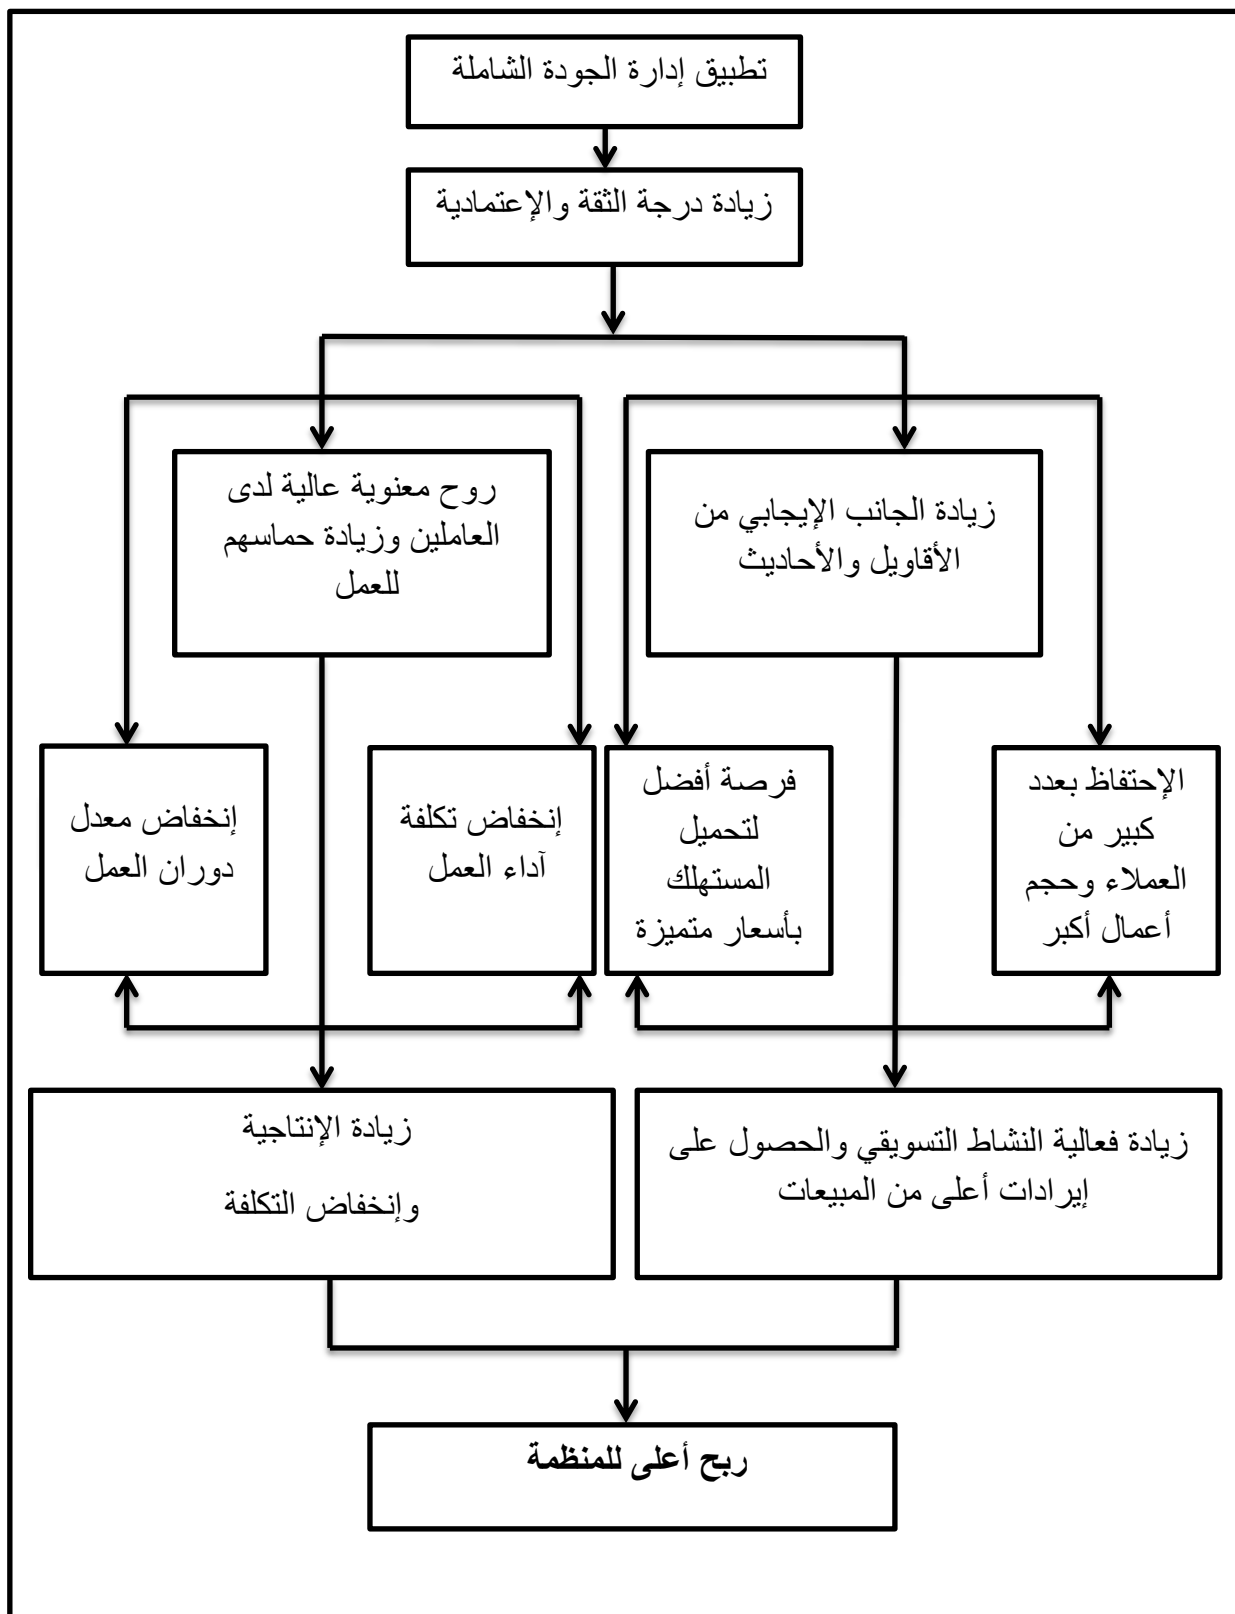 تطبيق إدارة الجودة الشاملة
زيادة درجة الثقة والإعتمادية
زيادة الجانب الإيجابي من
الأقاويل والأحاديث
روح معنوية عالية لدى
العاملين وزيادة حماسهم
للعمل
الإحتفاظ بعدد
كبير من
العملاء وحجم
أعمال أكبر
فرصة أفضل
لتحميل
المستهلك
بأسعار متميزة
إنخفاض تكلفة
آداء العمل
إنخفاض معدل
دوران العمل
زيادة فعالية النشاط التسويقي والحصول على
إيرادات أعلى من المبيعات
زيادة الإنتاجية
وإنخفاض التكلفة
ربح أعلى للمنظمة